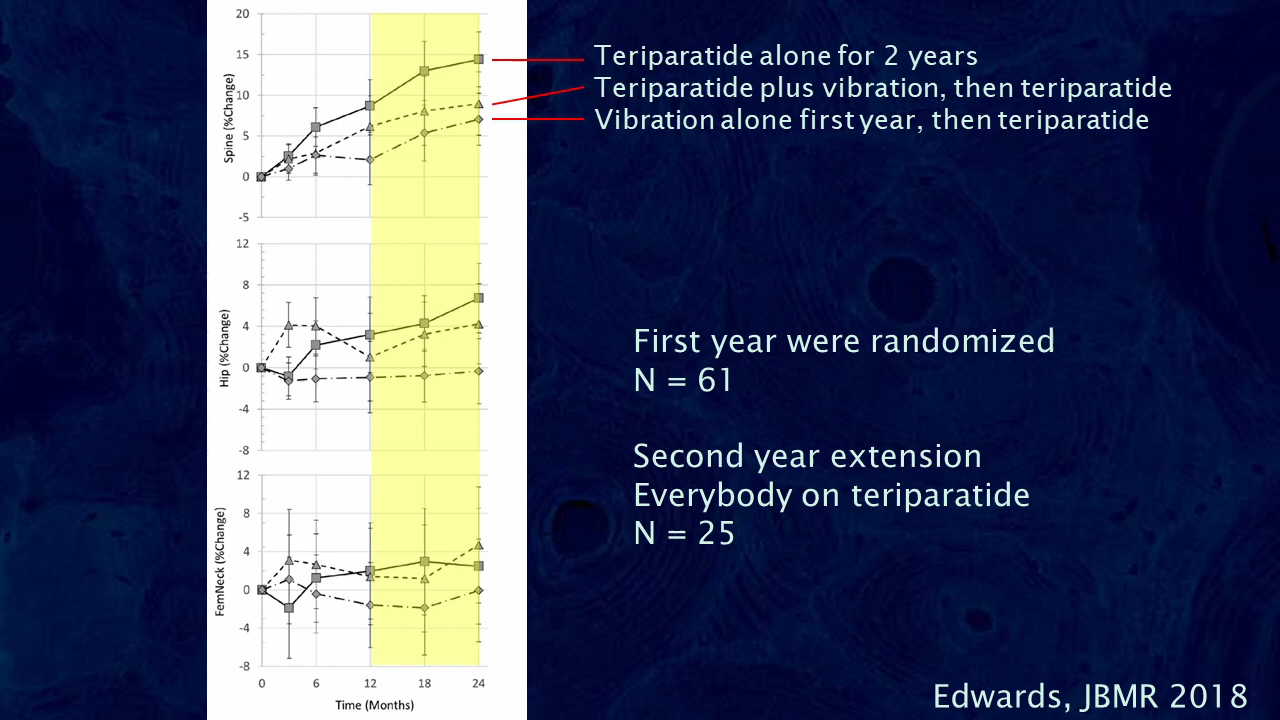 20
15
10
5
0
-5
Spine (%Change)
Teriparatide alone for 2 years
Teriparatide plus vibration, then teriparatide
Vibration alone first year, then teriparatide
12
8
4
0
-4
-8
Hip (%Change)
First year were randomized
N = 61
Second year extension
Everybody on teriparatide
N = 25
12
8
4
0
-4
-8
FemNeck (%Change)
0 6 12 18 24
Time (Months)
Edwards, JBMR 2018